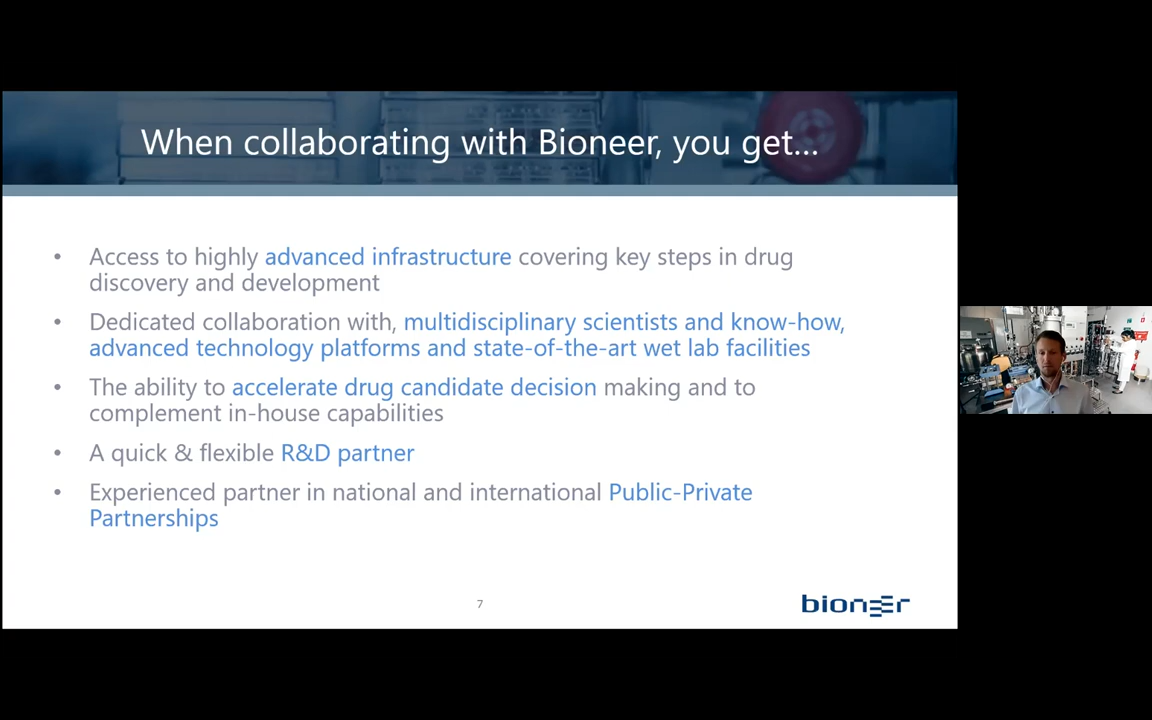 When collaborating with Bioneer, you get...
• Access to highly advanced infrastructure covering key steps in drug
discovery and development
• Dedicated collaboration with, multidisciplinary scientists and know-how,
advanced technology platforms and state-of-the-art wet lab facilities
• The ability to accelerate drug candidate decision making and to
complement in-house capabilities
• A quick & flexible R&D partner
• Experienced partner in national and international Public-Private
Partnerships
7
bioneer